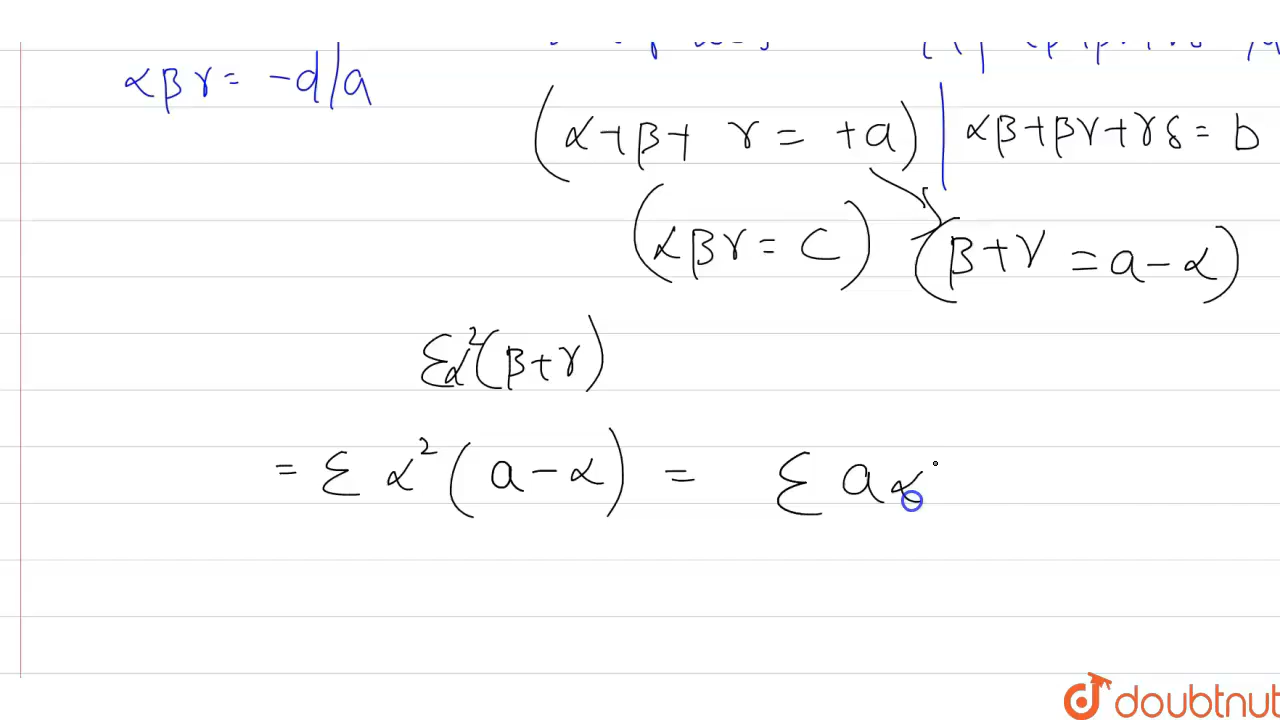 αβγ = -d/a
(α+β+ γ = +a) | αβ+βγ+γδ = b
(αβγ = c) (β+γ = a-α)
Σα²(β+γ)
= Σ α² (a-α) = Σ aα
doubtnut